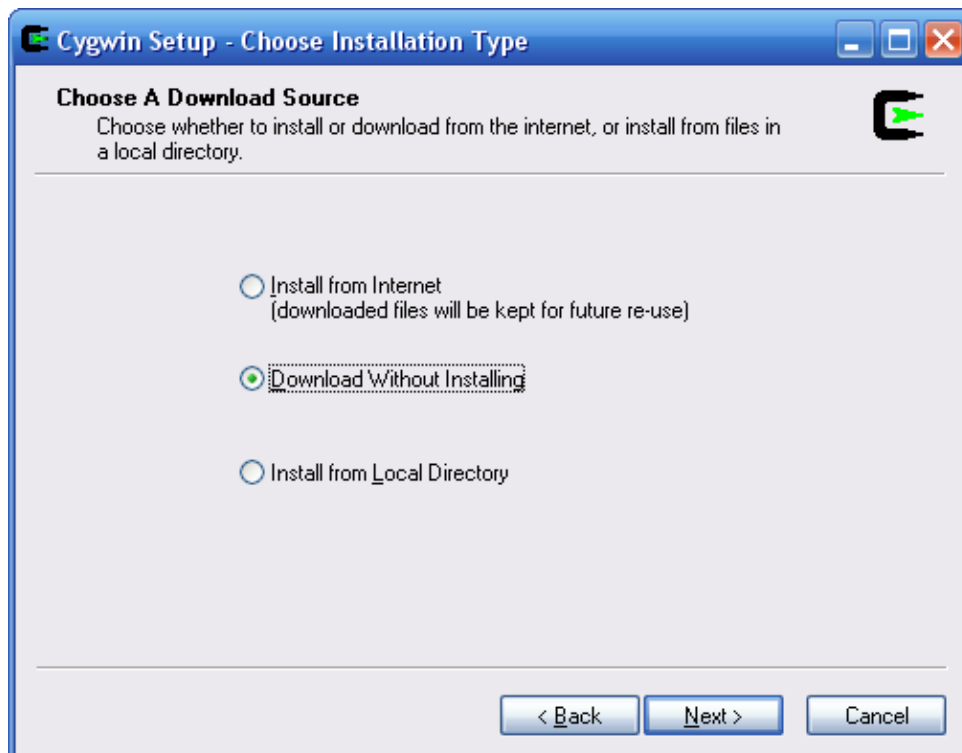 Cygwin Setup - Choose Installation Type
Choose A Download Source
Choose whether to install or download from the internet, or install from files in
a local directory.
Install from Internet
(downloaded files will be kept for future re-use)
Download Without Installing
Install from Local Directory
< Back Next > Cancel